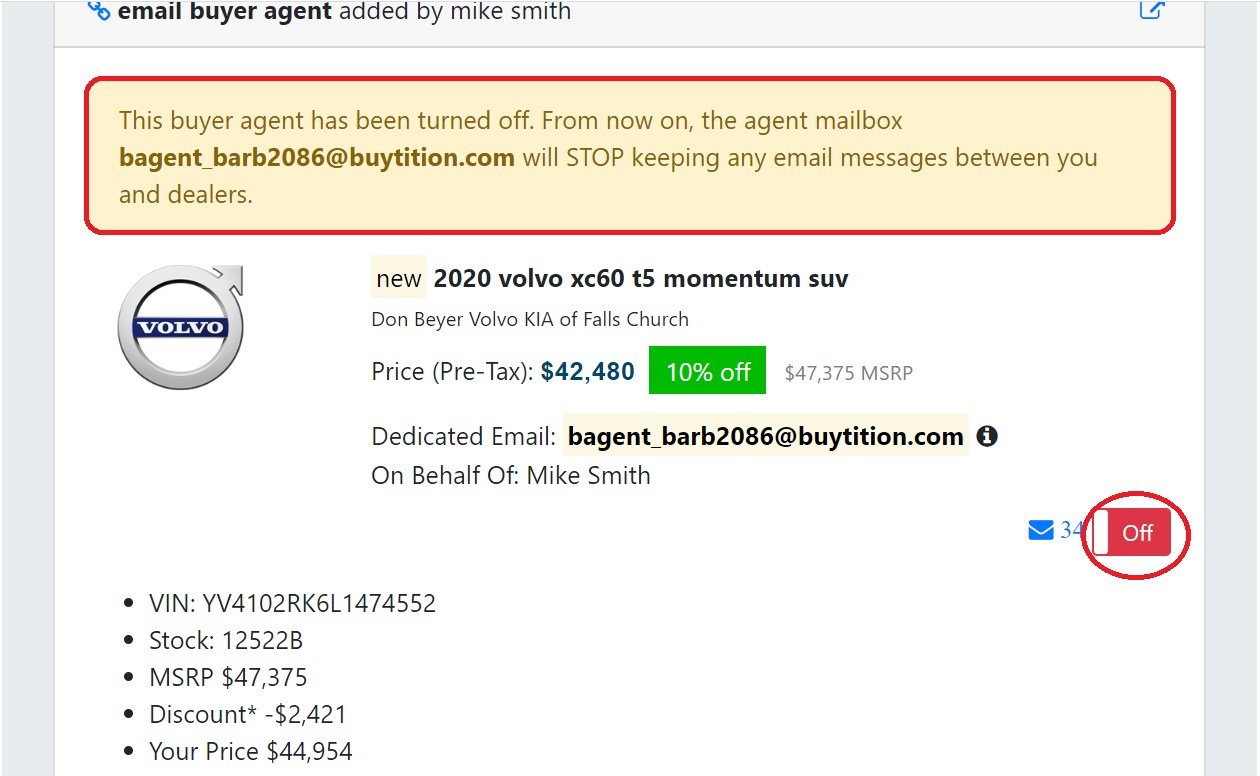 email buyer agent added by mike smith
This buyer agent has been turned off. From now on, the agent mailbox
bagent_barb2086@buytition.com will STOP keeping any email messages between you
and dealers.
VOLVO
new 2020 volvo xc60 t5 momentum suv
Don Beyer Volvo KIA of Falls Church
Price (Pre-Tax): $42,480 10% off $47,375 MSRP
Dedicated Email: bagent_barb2086@buytition.com
On Behalf Of: Mike Smith
34 Off
• VIN: YV4102RK6L1474552
• Stock: 12522B
• MSRP $47,375
• Discount* -$2,421
• Your Price $44,954